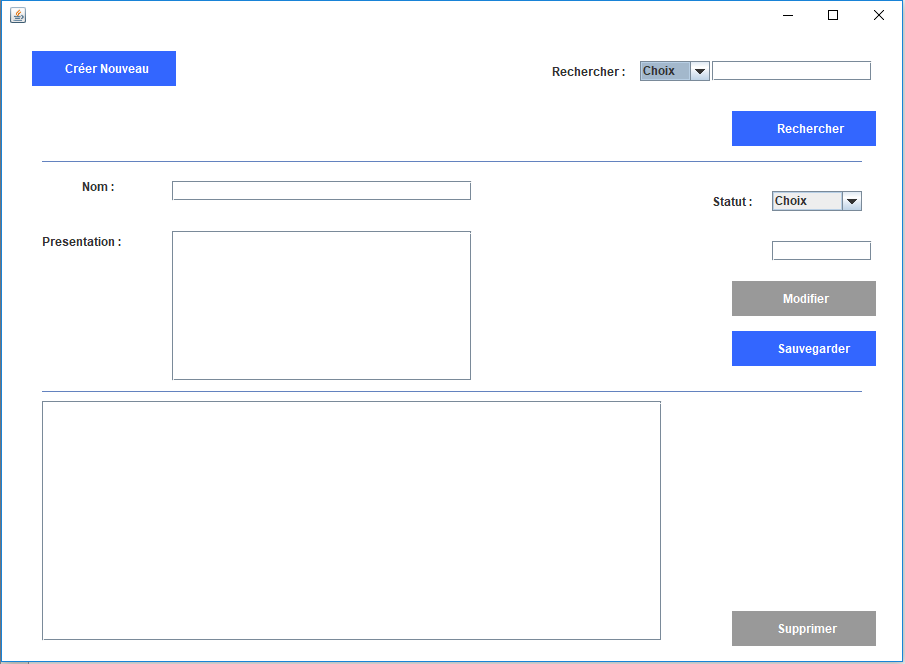 Créer Nouveau
Rechercher : Choix
Rechercher
Nom :
Statut : Choix
Presentation :
Modifier
Sauvegarder
Supprimer